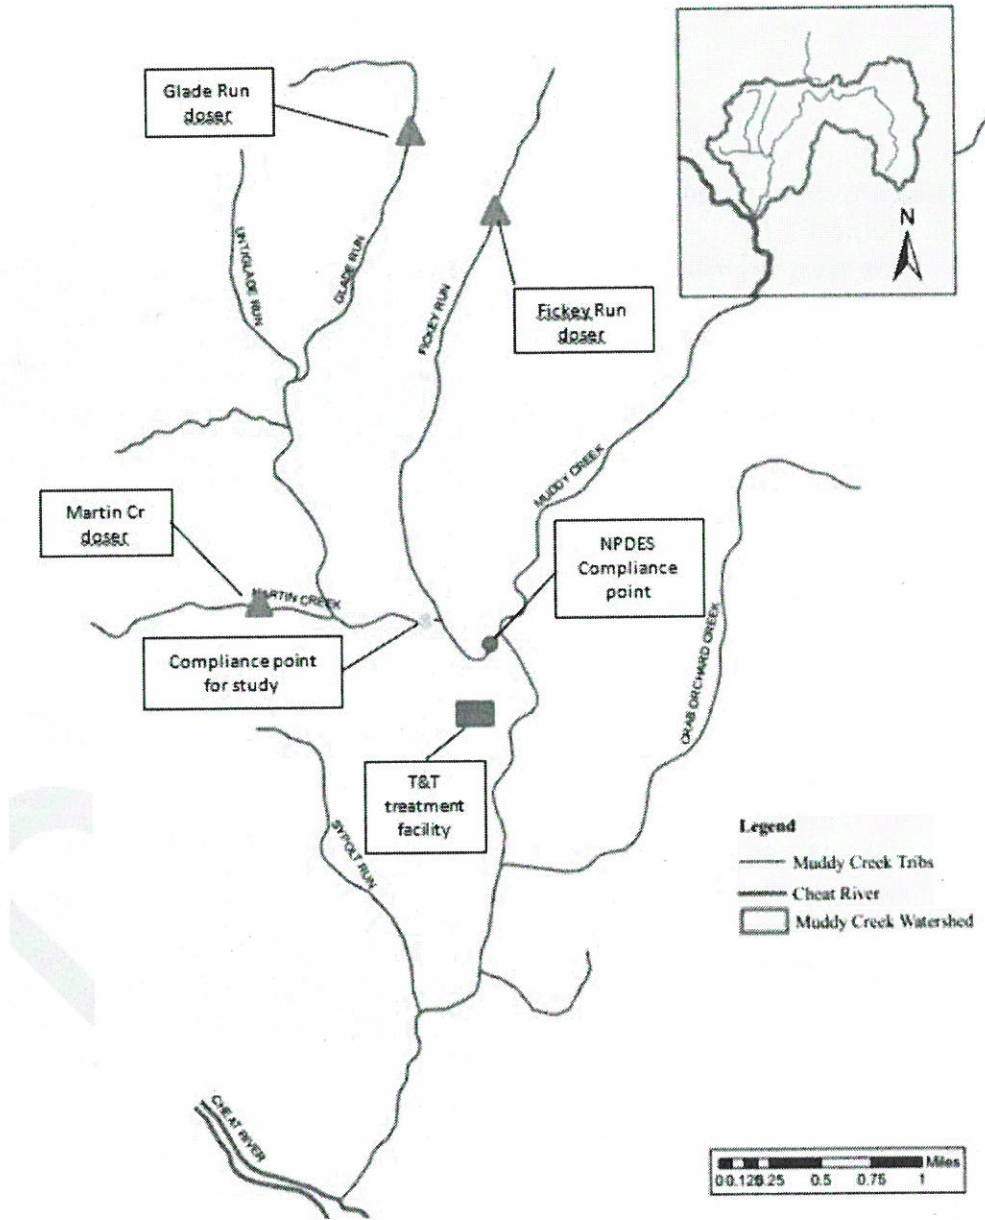 Glade Run
doser
N
UNT/GLADE RUN
GLADE RUN
FICKEY RUN
Fickey Run
doser
MUDDY CREEK
Martin Cr
doser
NPDES
Compliance
point
MARTIN CREEK
Compliance point
for study
CRAB ORCHARD CREEK
T&T
treatment
facility
SYPOLT RUN
Legend
Muddy Creek Tribs
Cheat River
Muddy Creek Watershed
CHEAT RIVER
Miles
0 0.125 0.25 0.5 0.75 1